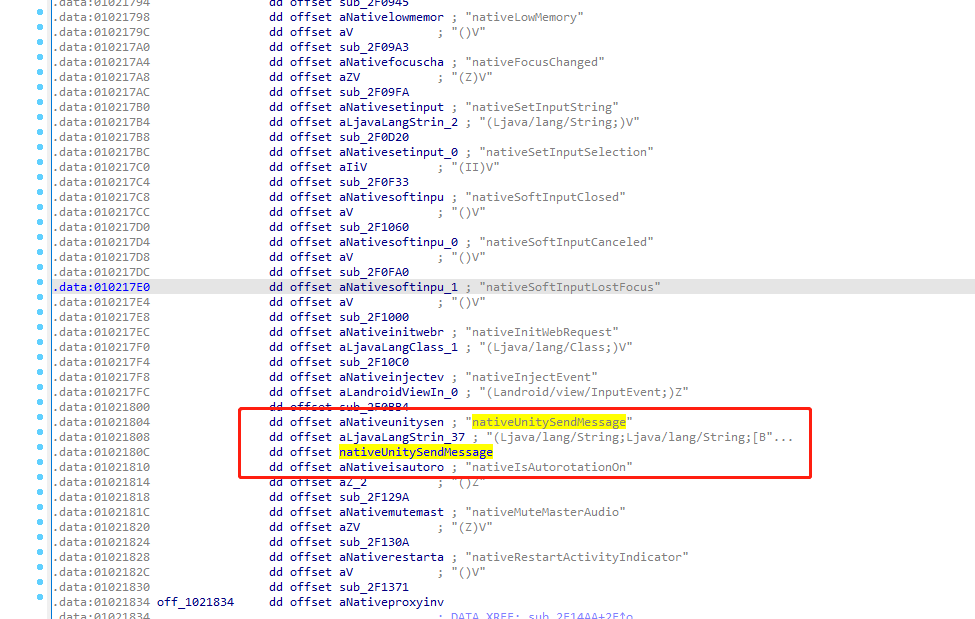 .data:01021794 dd offset sub_2F0945
.data:01021798 dd offset aNativelowmemor ; "nativeLowMemory"
.data:0102179C dd offset aV ; "()V"
.data:010217A0 dd offset sub_2F09A3
.data:010217A4 dd offset aNativefocuscha ; "nativeFocusChanged"
.data:010217A8 dd offset aZV ; "(Z)V"
.data:010217AC dd offset sub_2F09FA
.data:010217B0 dd offset aNativesetinput ; "nativeSetInputString"
.data:010217B4 dd offset aLjavaLangStrin_2 ; "(Ljava/lang/String;)V"
.data:010217B8 dd offset sub_2F0D20
.data:010217BC dd offset aNativesetinput_0 ; "nativeSetInputSelection"
.data:010217C0 dd offset aIiV ; "(II)V"
.data:010217C4 dd offset sub_2F0F33
.data:010217C8 dd offset aNativesoftinpu ; "nativeSoftInputClosed"
.data:010217CC dd offset aV ; "()V"
.data:010217D0 dd offset sub_2F1060
.data:010217D4 dd offset aNativesoftinpu_0 ; "nativeSoftInputCanceled"
.data:010217D8 dd offset aV ; "()V"
.data:010217DC dd offset sub_2F0FA0
.data:010217E0 dd offset aNativesoftinpu_1 ; "nativeSoftInputLostFocus"
.data:010217E4 dd offset aV ; "()V"
.data:010217E8 dd offset sub_2F1000
.data:010217EC dd offset aNativeinitwebr ; "nativeInitWebRequest"
.data:010217F0 dd offset aLjavaLangClass_1 ; "(Ljava/lang/Class;)V"
.data:010217F4 dd offset sub_2F10C0
.data:010217F8 dd offset aNativeinjectev ; "nativeInjectEvent"
.data:010217FC dd offset aLandroidViewIn_0 ; "(Landroid/view/InputEvent;)Z"
.data:01021800 dd offset sub_2F0BB4
.data:01021804 dd offset aNativeunitysen ; "nativeUnitySendMessage"
.data:01021808 dd offset aLjavaLangStrin_37 ; "(Ljava/lang/String;Ljava/lang/String;[B"...
.data:0102180C dd offset nativeUnitySendMessage
.data:01021810 dd offset aNativeisautoro ; "nativeIsAutorotationOn"
.data:01021814 dd offset aZ_2 ; "()Z"
.data:01021818 dd offset sub_2F129A
.data:0102181C dd offset aNativemutemast ; "nativeMuteMasterAudio"
.data:01021820 dd offset aZV ; "(Z)V"
.data:01021824 dd offset sub_2F130A
.data:01021828 dd offset aNativerestarta ; "nativeRestartActivityIndicator"
.data:0102182C dd offset aV ; "()V"
.data:01021830 dd offset sub_2F1371
.data:01021834 off_1021834 dd offset aNativeproxyinv
.data:01021834 ; DATA XREF: sub_2F14AA+2E↑o